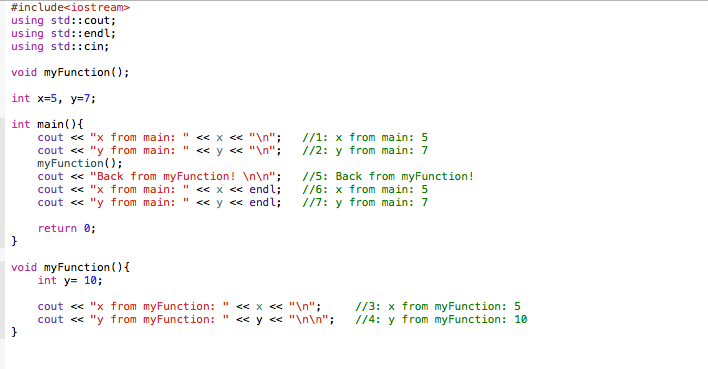 #include<iostream>
using std::cout;
using std::endl;
using std::cin;
void myFunction();
int x=5, y=7;
int main(){
cout << "x from main: " << x << "\n";   //1: x from main: 5
cout << "y from main: " << y << "\n";   //2: y from main: 7
myFunction();
cout << "Back from myFunction! \n\n";   //5: Back from myFunction!
cout << "x from main: " << x << endl;   //6: x from main: 5
cout << "y from main: " << y << endl;   //7: y from main: 7
return 0;
}
void myFunction(){
int y= 10;
cout << "x from myFunction: " << x << "\n";     //3: x from myFunction: 5
cout << "y from myFunction: " << y << "\n\n";   //4: y from myFunction: 10
}